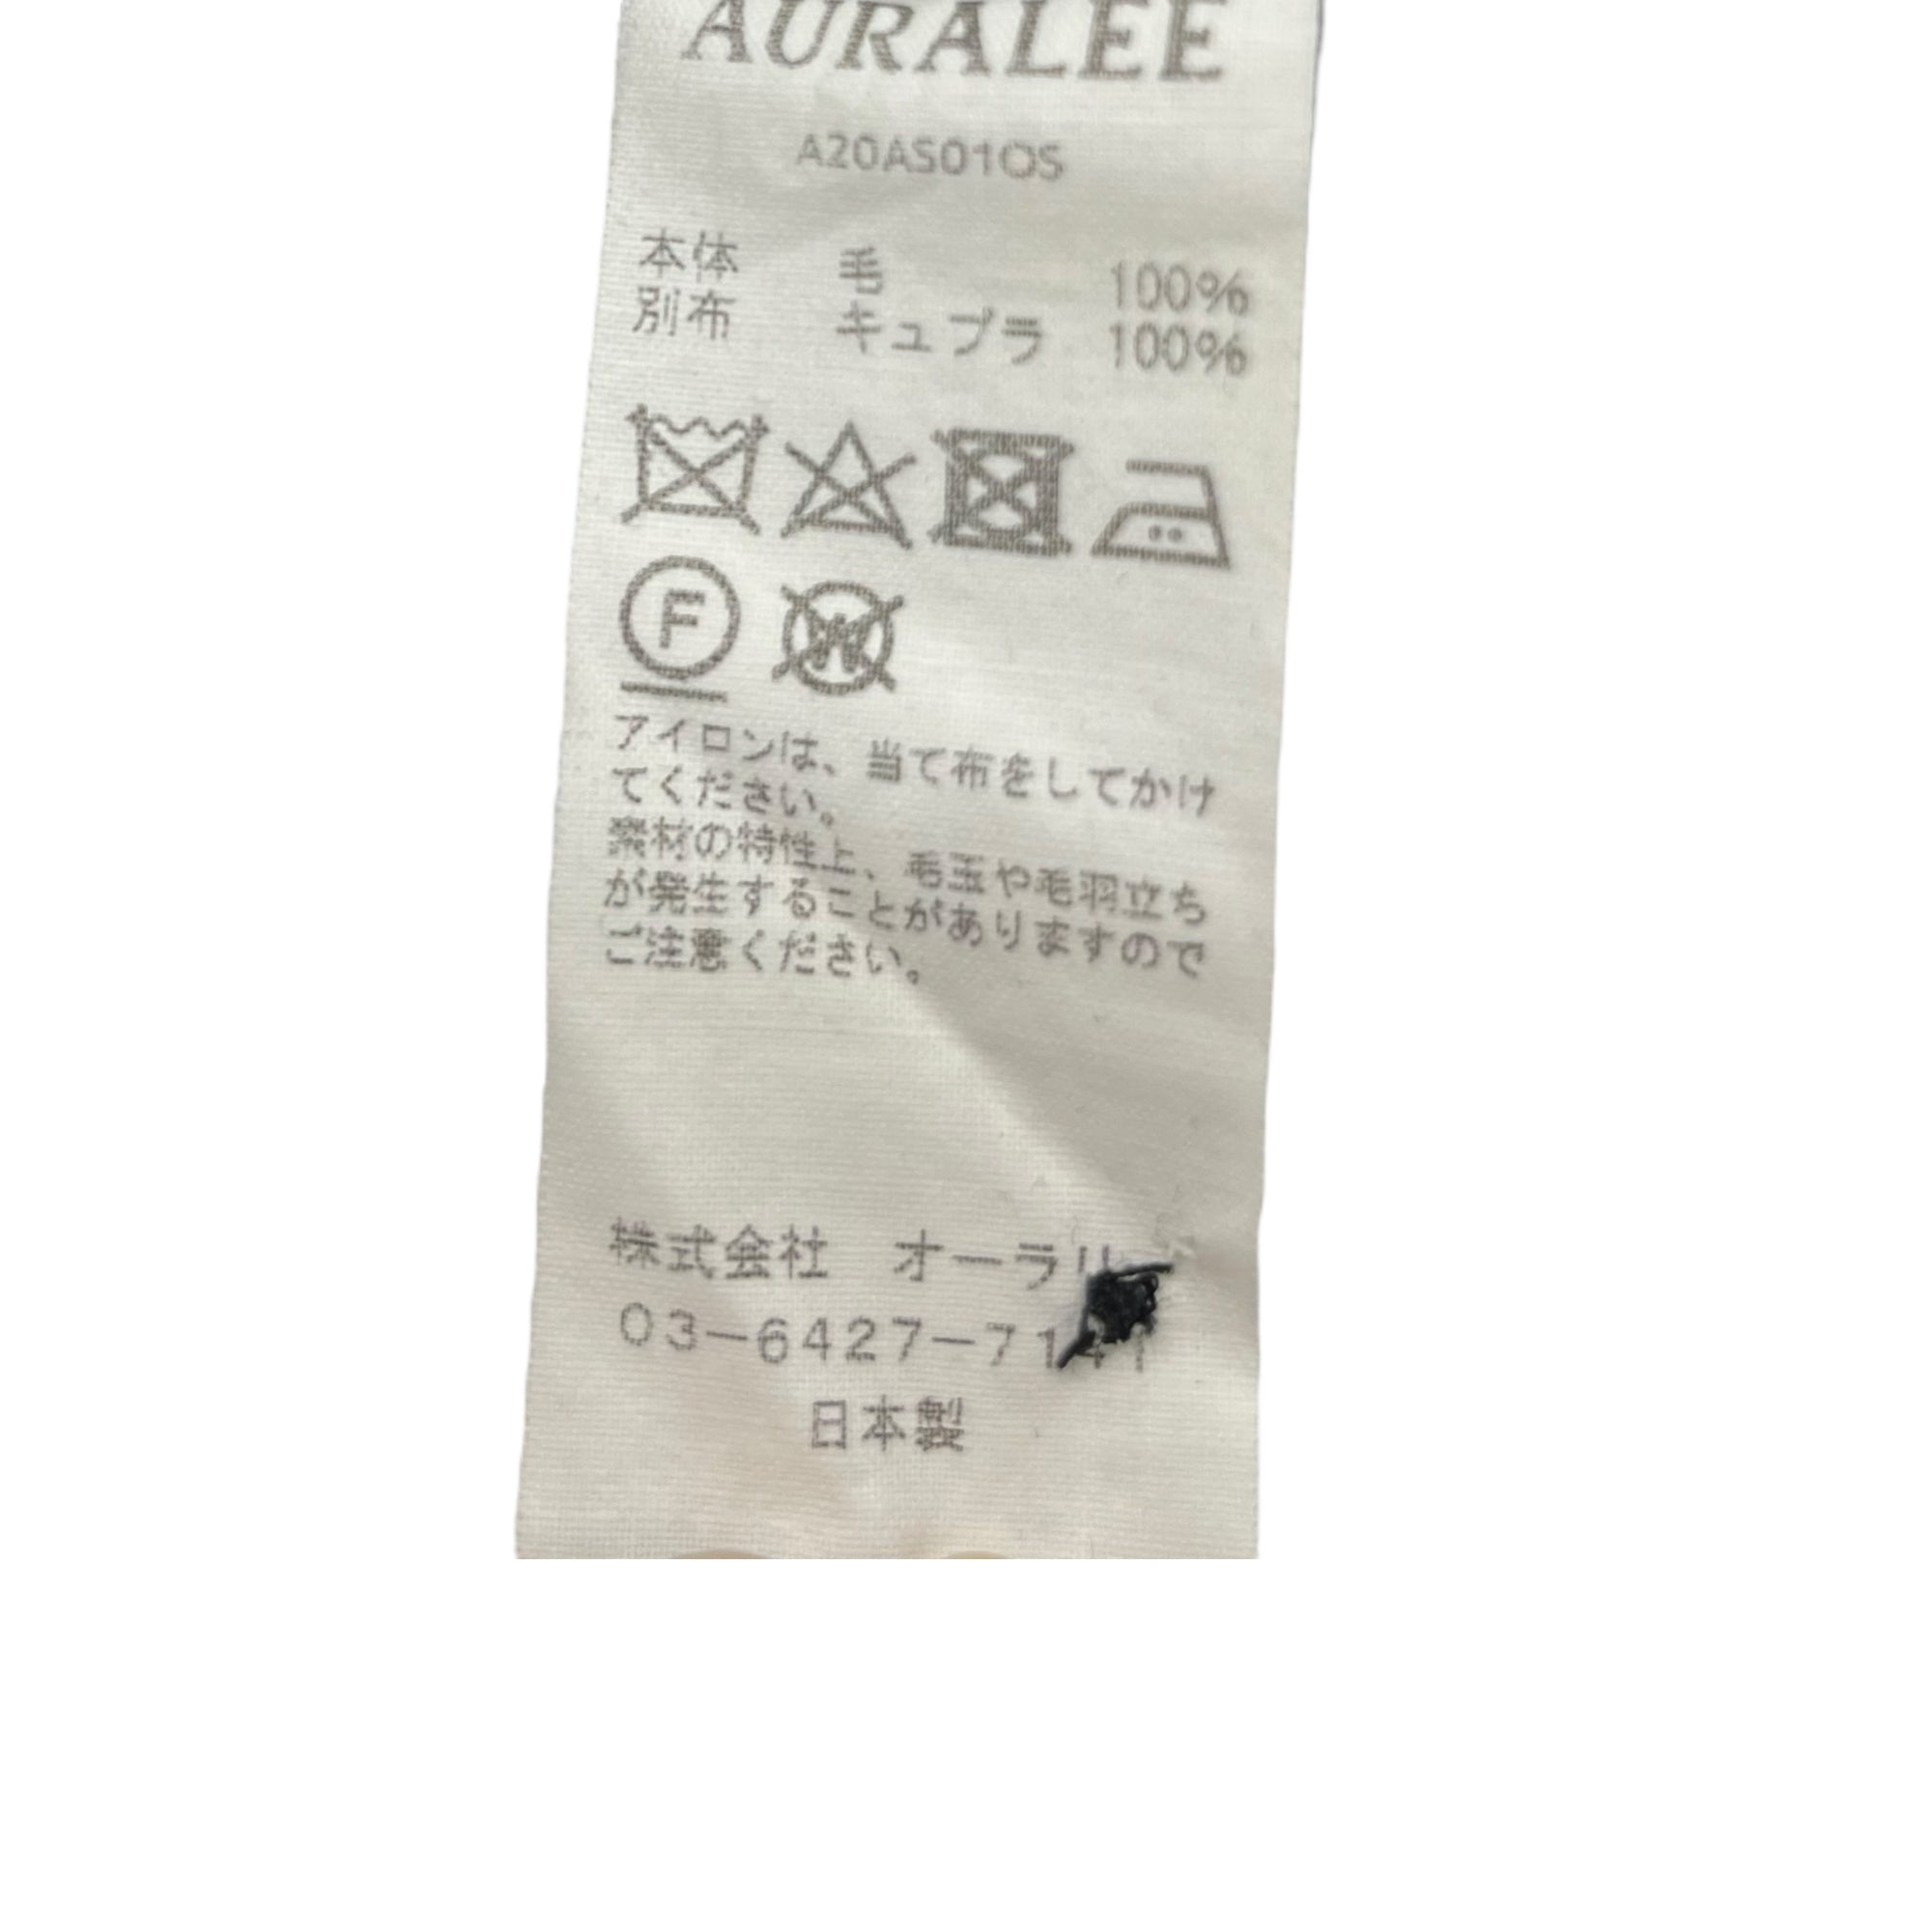 AURALEE
A20AS01OS
本体 毛 100%
別布 キュプラ 100%
F
W
アイロンは、当て布をしてかけ
てください。
素材の特性上、毛玉や毛羽立ち
が発生することがありますので
ご注意ください。
株式会社 オーラリー
03-6427-7141
日本製